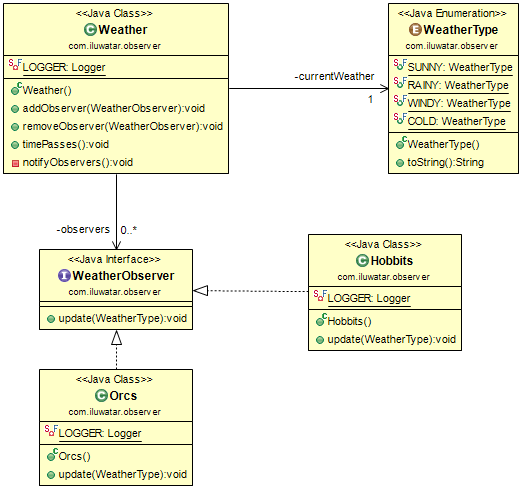 <<Java Class>>
Weather
com.iluwatar.observer
LOGGER: Logger
Weather()
addObserver(WeatherObserver):void
removeObserver(WeatherObserver):void
timePasses():void
notifyObservers():void
-currentWeather
1
<<Java Enumeration>>
WeatherType
com.iluwatar.observer
SUNNY: WeatherType
RAINY: WeatherType
WINDY: WeatherType
COLD: WeatherType
WeatherType()
toString():String
-observers
0..*
<<Java Interface>>
WeatherObserver
com.iluwatar.observer
update(WeatherType):void
<<Java Class>>
Hobbits
com.iluwatar.observer
LOGGER: Logger
Hobbits()
update(WeatherType):void
<<Java Class>>
Orcs
com.iluwatar.observer
LOGGER: Logger
Orcs()
update(WeatherType):void